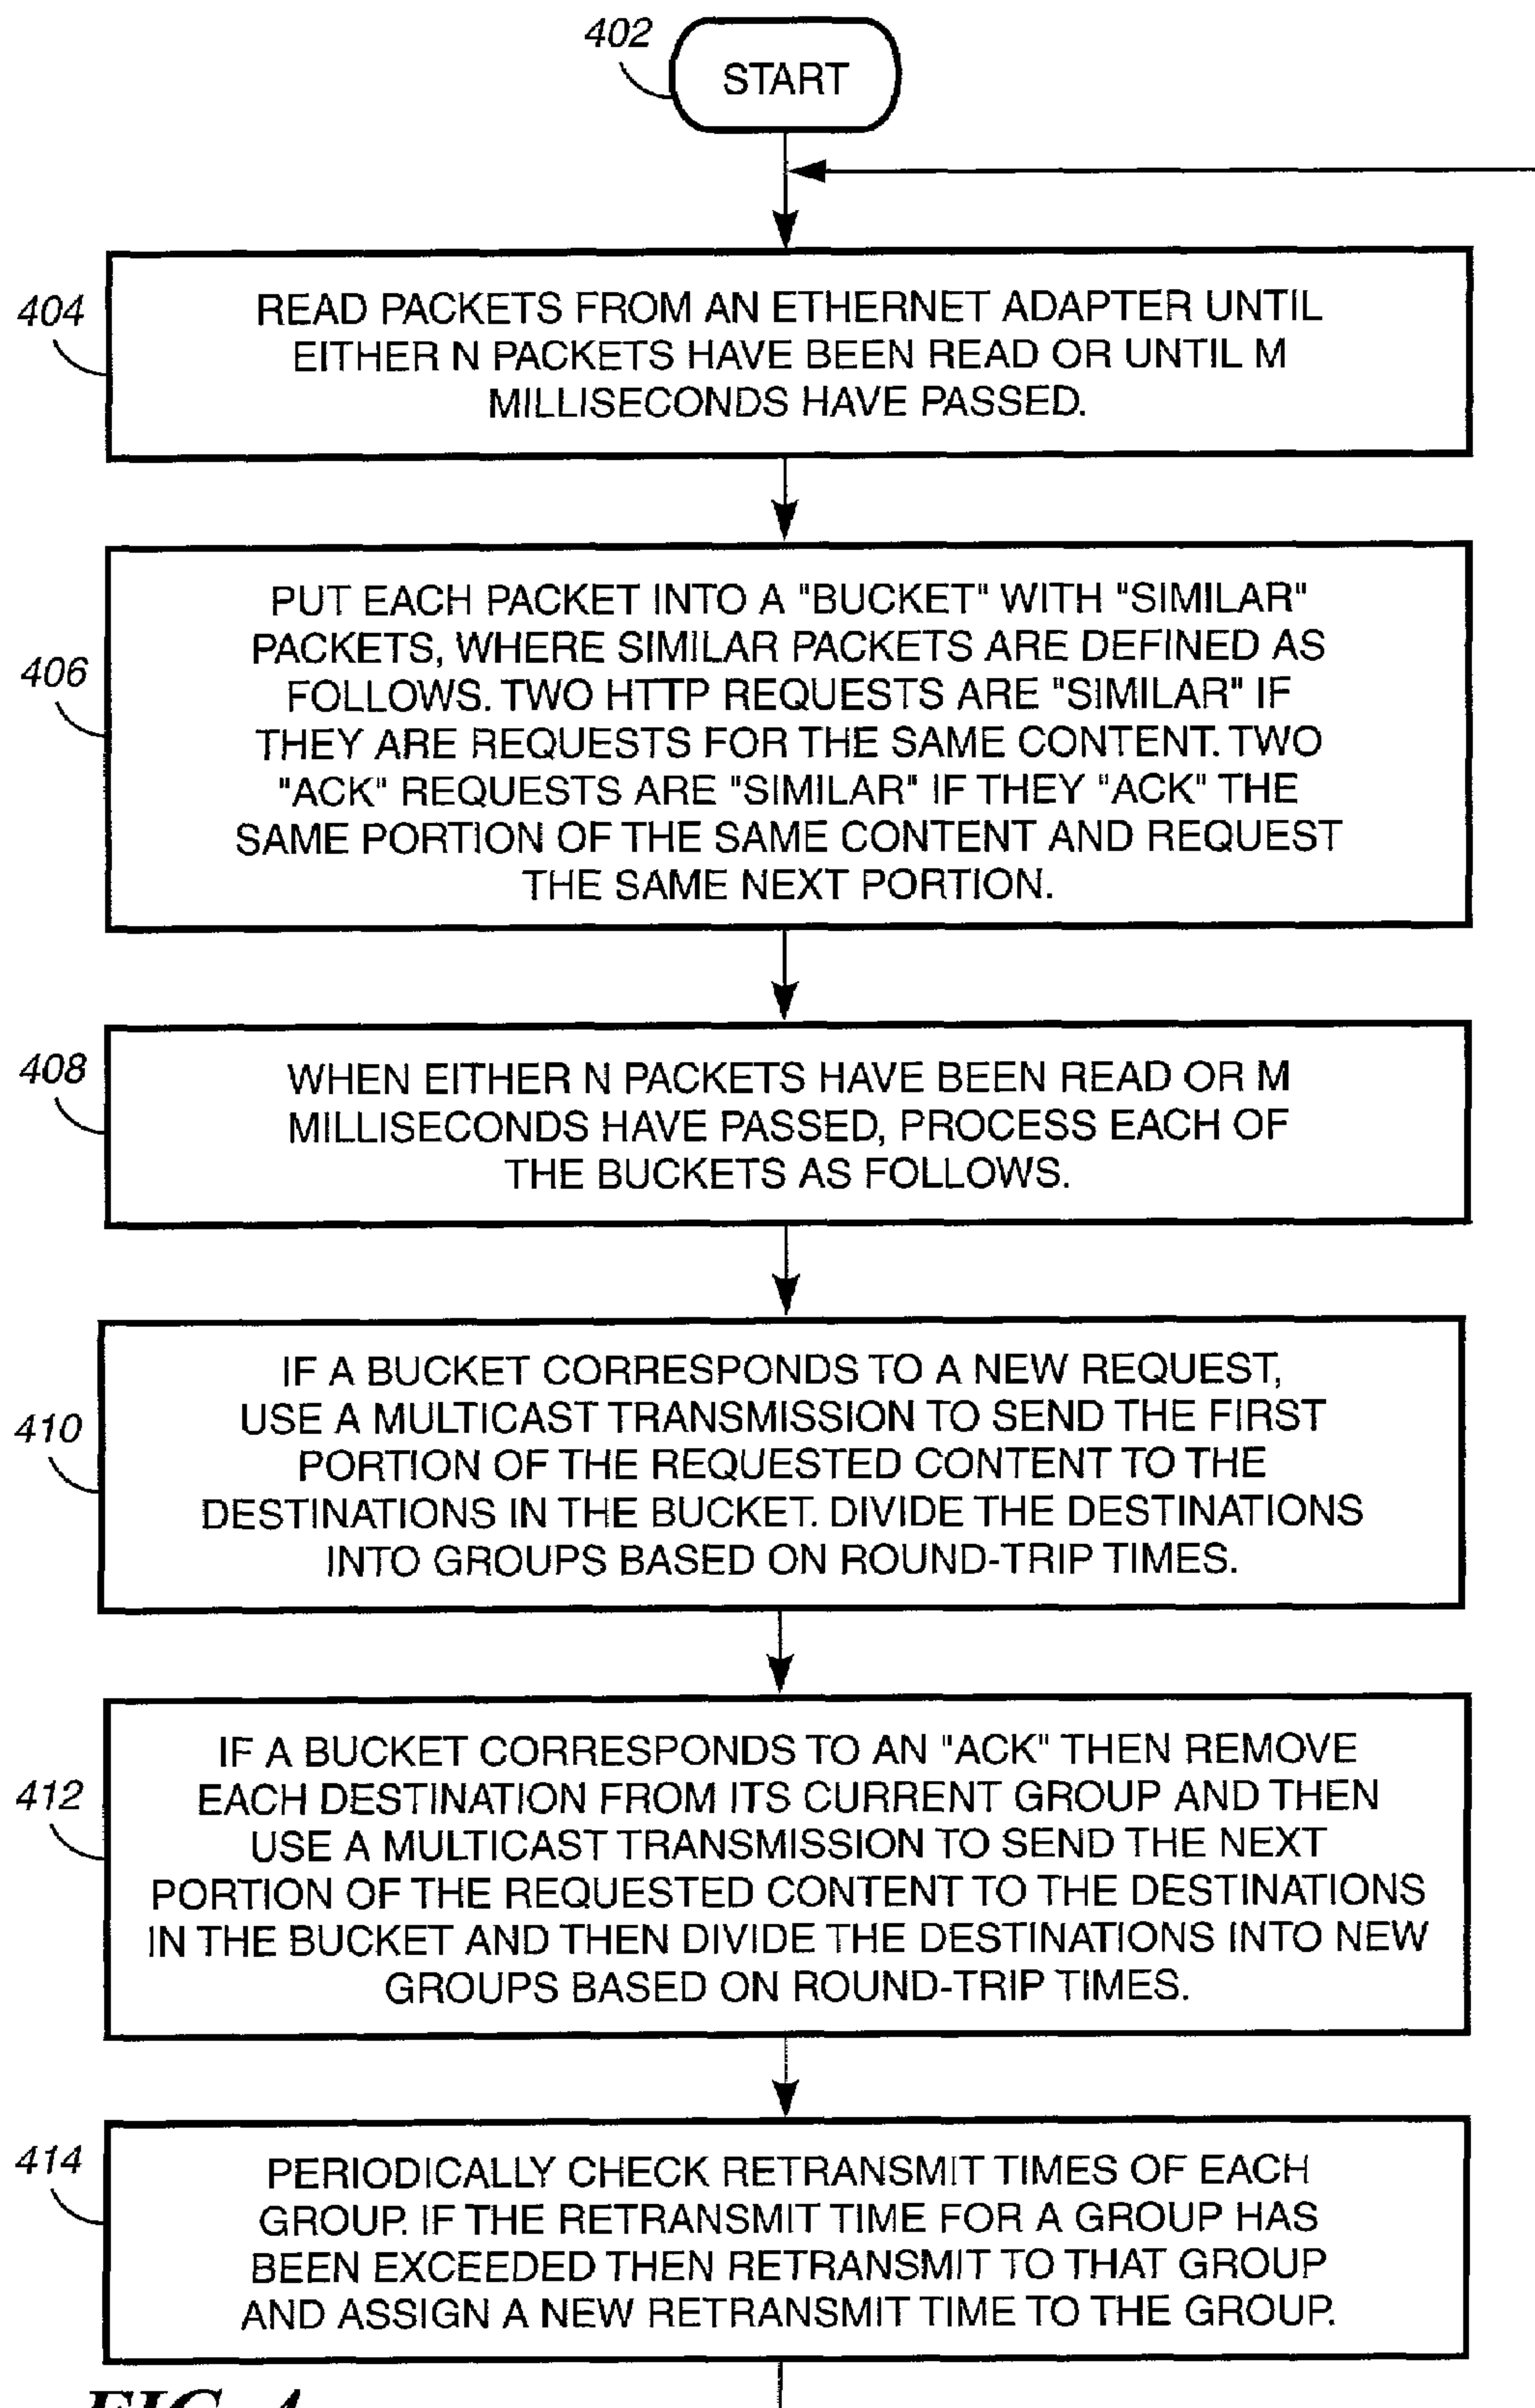 402
START
404
READ PACKETS FROM AN ETHERNET ADAPTER UNTIL
EITHER N PACKETS HAVE BEEN READ OR UNTIL M
MILLISECONDS HAVE PASSED.
406
PUT EACH PACKET INTO A "BUCKET" WITH "SIMILAR"
PACKETS, WHERE SIMILAR PACKETS ARE DEFINED AS
FOLLOWS. TWO HTTP REQUESTS ARE "SIMILAR" IF
THEY ARE REQUESTS FOR THE SAME CONTENT. TWO
"ACK" REQUESTS ARE "SIMILAR" IF THEY "ACK" THE
SAME PORTION OF THE SAME CONTENT AND REQUEST
THE SAME NEXT PORTION.
408
WHEN EITHER N PACKETS HAVE BEEN READ OR M
MILLISECONDS HAVE PASSED, PROCESS EACH OF
THE BUCKETS AS FOLLOWS.
410
IF A BUCKET CORRESPONDS TO A NEW REQUEST,
USE A MULTICAST TRANSMISSION TO SEND THE FIRST
PORTION OF THE REQUESTED CONTENT TO THE
DESTINATIONS IN THE BUCKET. DIVIDE THE DESTINATIONS
INTO GROUPS BASED ON ROUND-TRIP TIMES.
412
IF A BUCKET CORRESPONDS TO AN "ACK" THEN REMOVE
EACH DESTINATION FROM ITS CURRENT GROUP AND THEN
USE A MULTICAST TRANSMISSION TO SEND THE NEXT
PORTION OF THE REQUESTED CONTENT TO THE DESTINATIONS
IN THE BUCKET AND THEN DIVIDE THE DESTINATIONS INTO NEW
GROUPS BASED ON ROUND-TRIP TIMES.
414
PERIODICALLY CHECK RETRANSMIT TIMES OF EACH
GROUP. IF THE RETRANSMIT TIME FOR A GROUP HAS
BEEN EXCEEDED THEN RETRANSMIT TO THAT GROUP
AND ASSIGN A NEW RETRANSMIT TIME TO THE GROUP.
FIG. 4